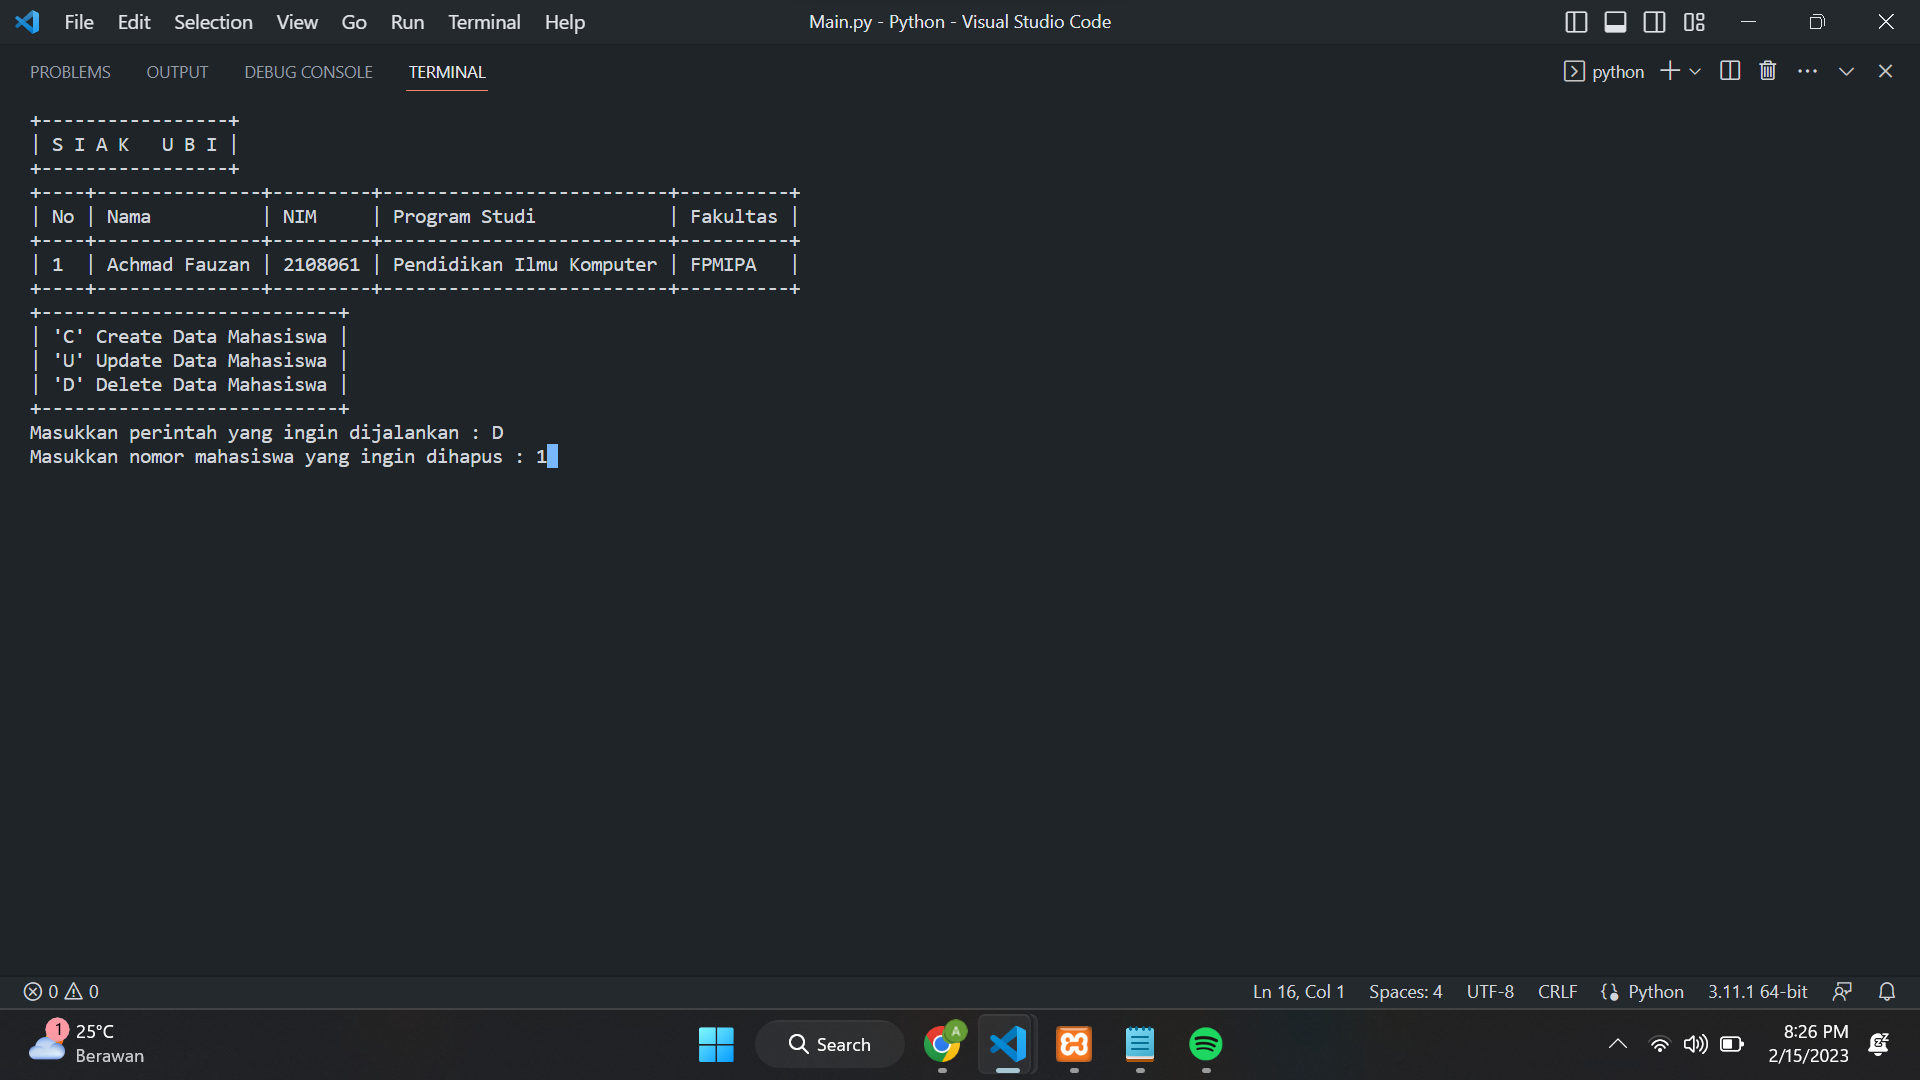 File Edit Selection View Go Run Terminal Help Main.py - Python - Visual Studio Code
PROBLEMS OUTPUT DEBUG CONSOLE TERMINAL python
+-----------------+
| S I A K   U B I |
+-----------------+
+----+---------------+---------+--------------------------+----------+
| No | Nama          | NIM     | Program Studi            | Fakultas |
+----+---------------+---------+--------------------------+----------+
| 1  | Achmad Fauzan | 2108061 | Pendidikan Ilmu Komputer | FPMIPA   |
+----+---------------+---------+--------------------------+----------+
+---------------------------+
| 'C' Create Data Mahasiswa |
| 'U' Update Data Mahasiswa |
| 'D' Delete Data Mahasiswa |
+---------------------------+
Masukkan perintah yang ingin dijalankan : D
Masukkan nomor mahasiswa yang ingin dihapus : 1
0 0 Ln 16, Col 1 Spaces: 4 UTF-8 CRLF Python 3.11.1 64-bit
1 25°C Search A 8:26 PM
Berawan 2/15/2023